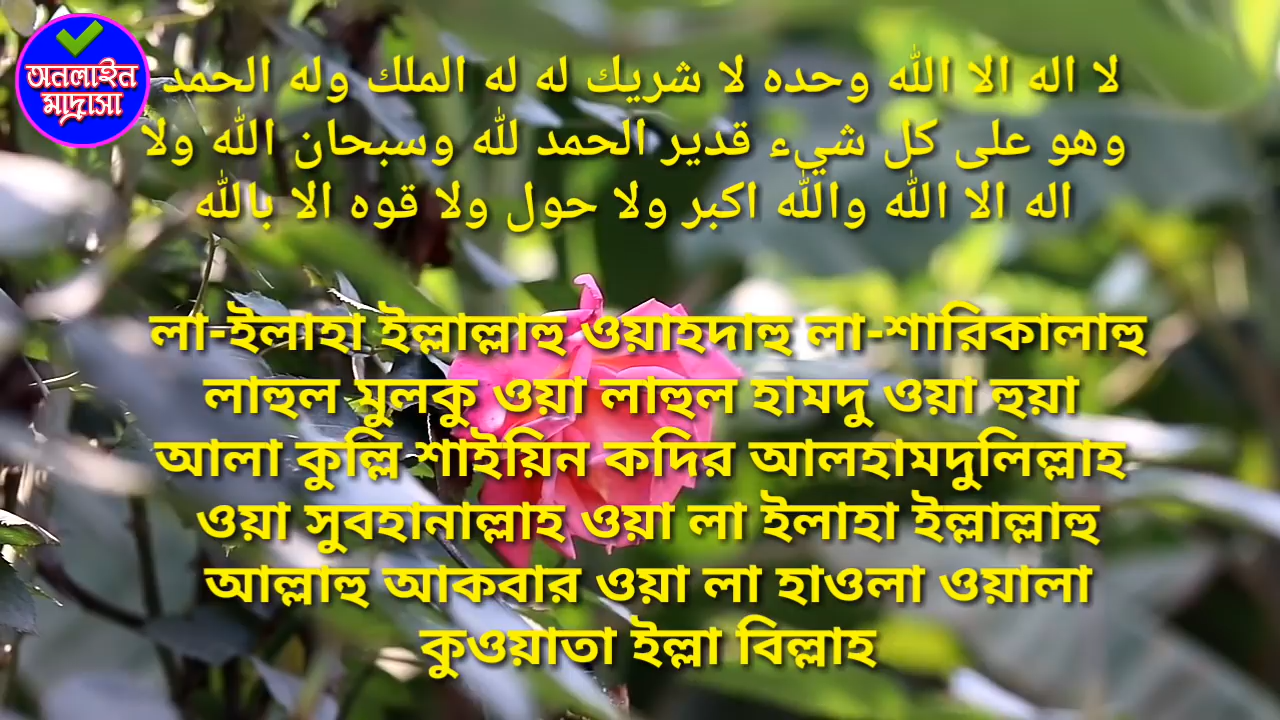 অনলাইন
মাদ্রাসা
لا اله الا الله وحده لا شريك له له الملك وله الحمد
وهو على كل شيء قدير الحمد لله وسبحان الله ولا
اله الا الله والله اكبر ولا حول ولا قوه الا بالله
লা-ইলাহা ইল্লাল্লাহু ওয়াহদাহু লা-শারিকালাহু
লাহুল মুলকু ওয়া লাহুল হামদু ওয়া হুয়া
আলা কুল্লি শাইয়িন কদির আলহামদুলিল্লাহ
ওয়া সুবহানাল্লাহ ওয়া লা ইলাহা ইল্লাল্লাহু
আল্লাহু আকবার ওয়া লা হাওলা ওয়ালা
কুওয়াতা ইল্লা বিল্লাহ